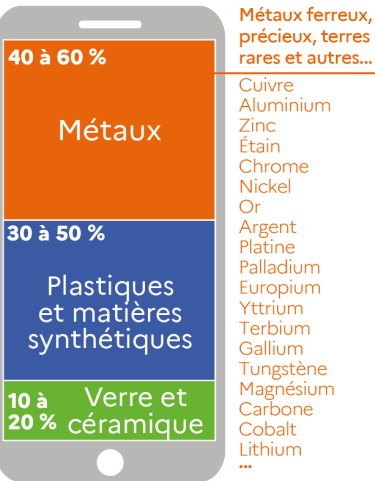 40 à 60 %
Métaux
30 à 50 %
Plastiques
et matières
synthétiques
10 à
20 %
Verre et
céramique
Métaux ferreux,
précieux, terres
rares et autres...
Cuivre
Aluminium
Zinc
Étain
Chrome
Nickel
Or
Argent
Platine
Palladium
Europium
Yttrium
Terbium
Gallium
Tungstène
Magnésium
Carbone
Cobalt
Lithium
...